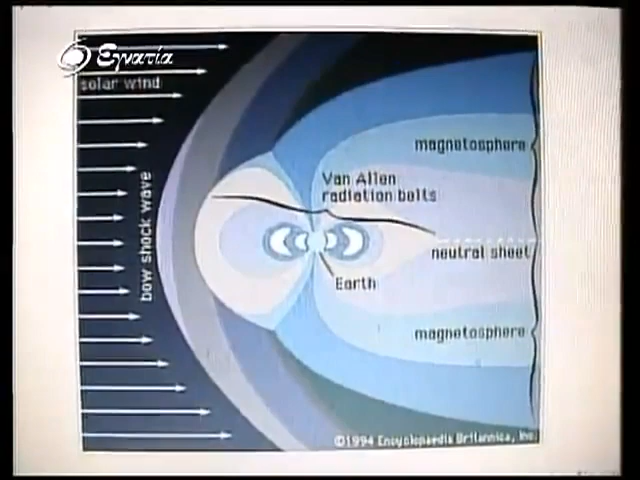 Εγνατία
solar wind
magnetosphere
Van Allen
radiation belts
bow shock wave
neutral sheet
Earth
magnetosphere
©1994 Encyclopaedia Britannica, Inc.